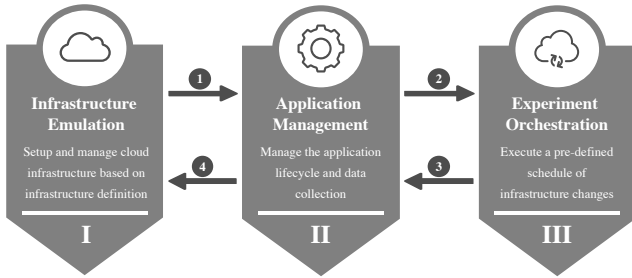 Infrastructure
Emulation
Setup and manage cloud
infrastructure based on
infrastructure definition
I
1
4
Application
Management
Manage the application
lifecycle and data
collection
II
2
3
Experiment
Orchestration
Execute a pre-defined
schedule of
infrastructure changes
III